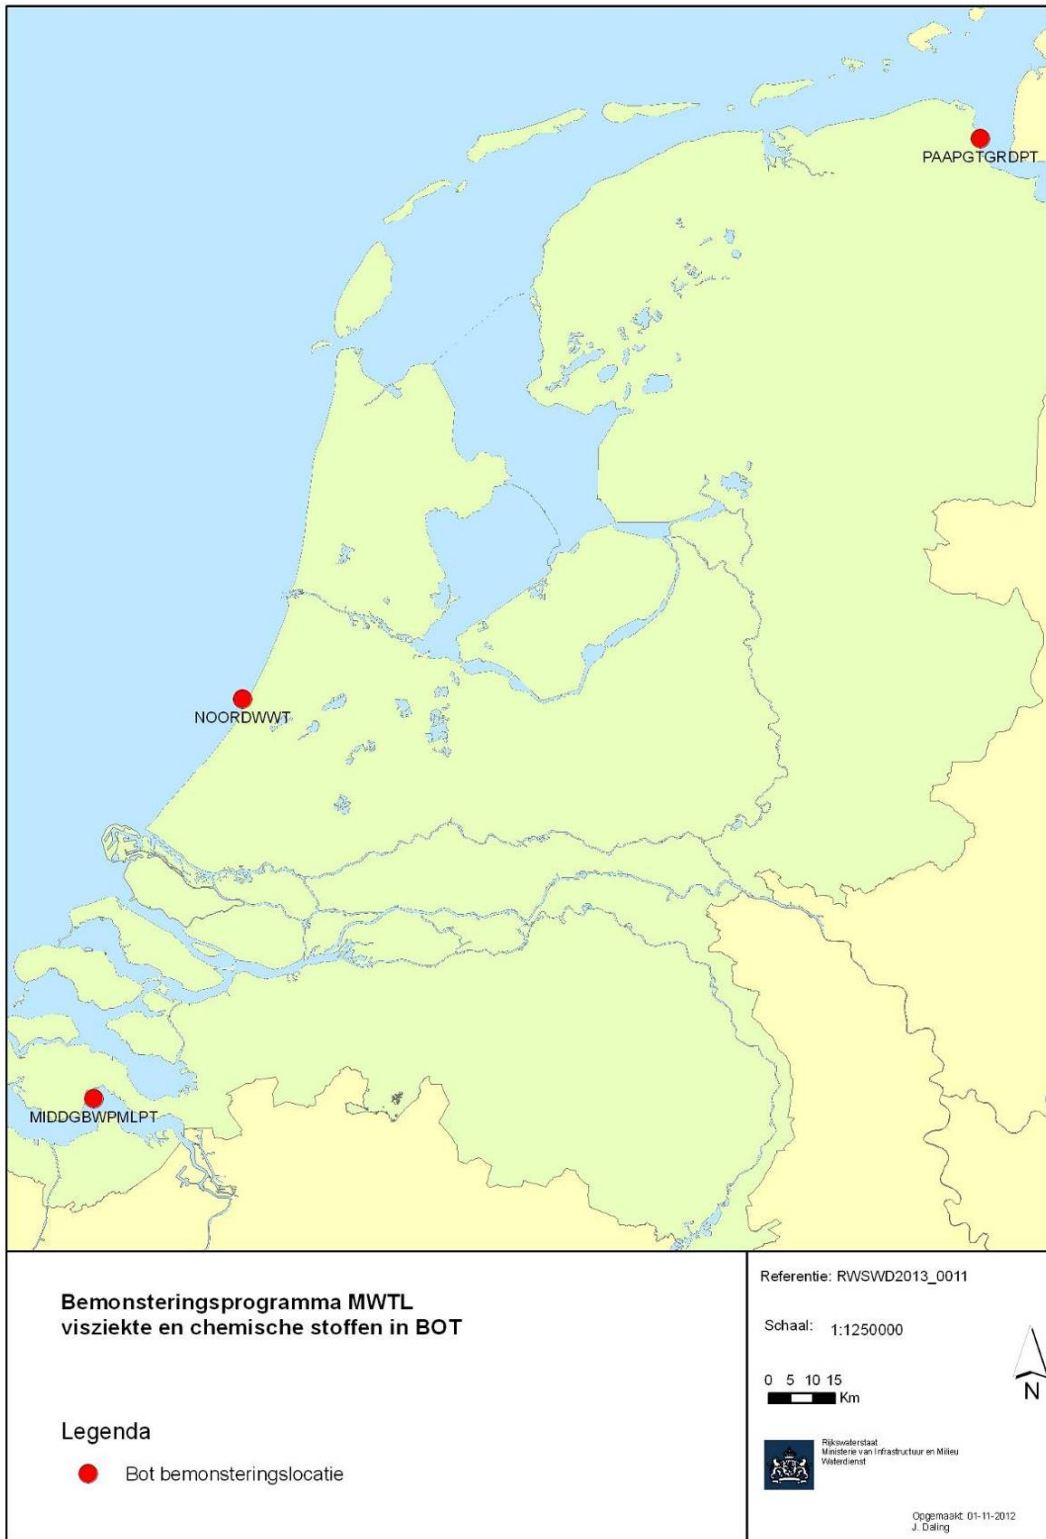 PAAPGTGRDPT
NOORDWWT
MIDDGBWPMLPT
Bemonsteringsprogramma MWTL
visziekte en chemische stoffen in BOT
Legenda
Bot bemonsteringslocatie
Referentie: RWSWD2013_0011
Schaal: 1:1250000
0 5 10 15
Km
N
Rijkswaterstaat
Ministerie van Infrastructuur en Milieu
Waterdienst
Opgemaakt: 01-11-2012
J. Daling